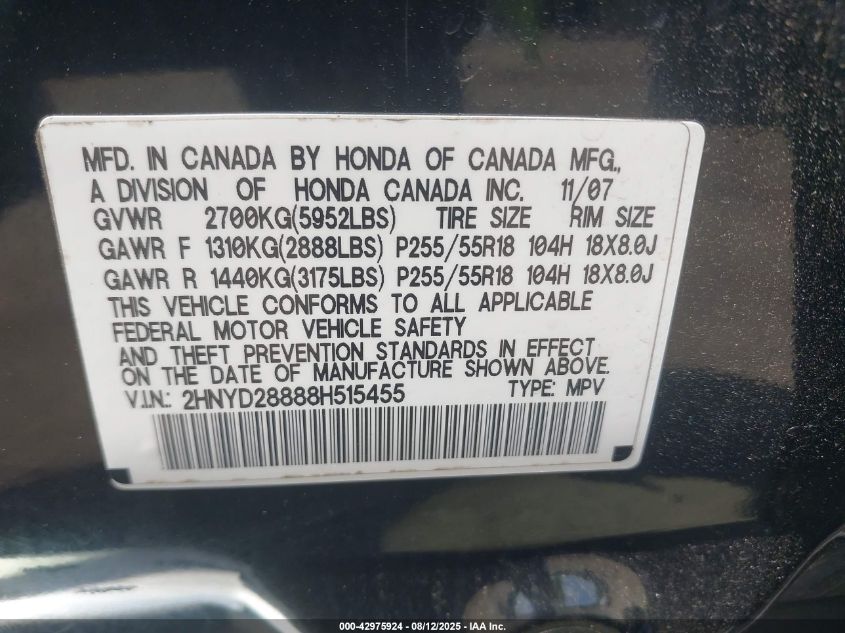 MFD. IN CANADA BY HONDA OF CANADA MFG.,
A DIVISION OF HONDA CANADA INC. 11/07
GVWR 2700KG(5952LBS) TIRE SIZE RIM SIZE
GAWR F 1310KG(2888LBS) P255/55R18 104H 18X8.0J
GAWR R 1440KG(3175LBS) P255/55R18 104H 18X8.0J
THIS VEHICLE CONFORMS TO ALL APPLICABLE
FEDERAL MOTOR VEHICLE SAFETY
AND THEFT PREVENTION STANDARDS IN EFFECT
ON THE DATE OF MANUFACTURE SHOWN ABOVE.
V.I.N.: 2HNYD28888H515455 TYPE: MPV
000-42975924 - 08/12/2025 - IAA Inc.